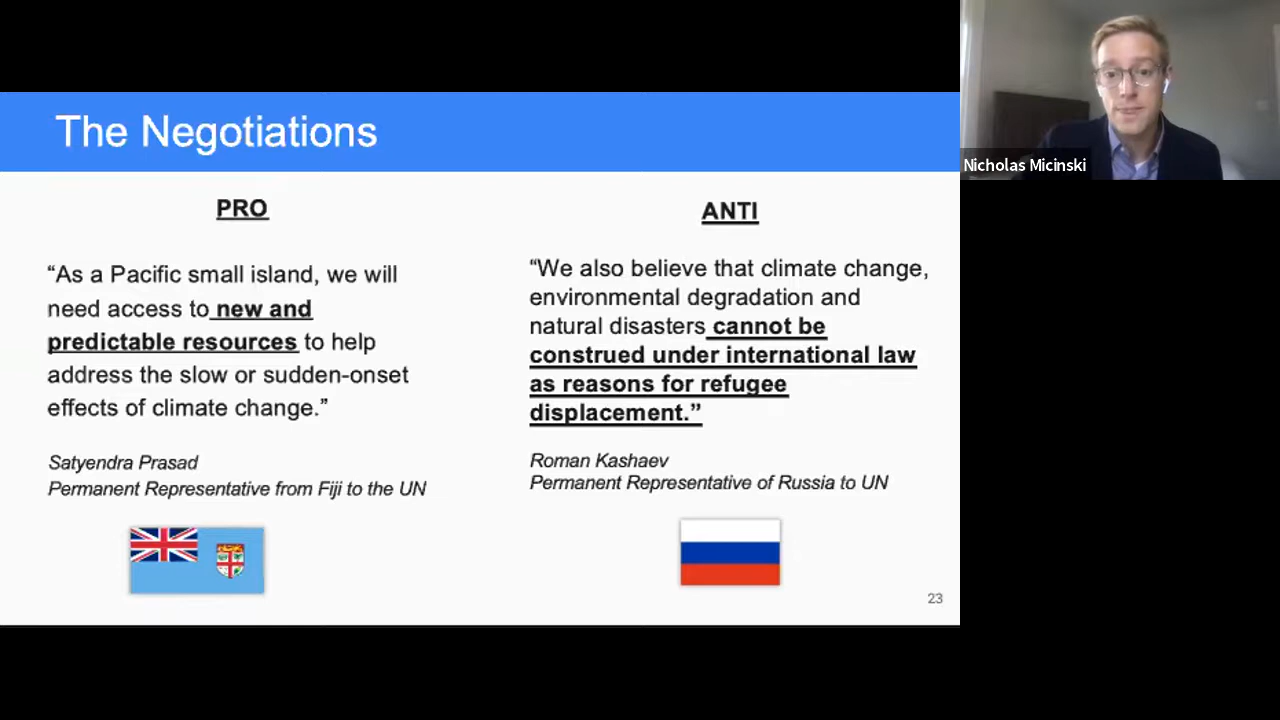 The Negotiations
PRO
“As a Pacific small island, we will
need access to new and
predictable resources to help
address the slow or sudden-onset
effects of climate change.”
Satyendra Prasad
Permanent Representative from Fiji to the UN
ANTI
“We also believe that climate change,
environmental degradation and
natural disasters cannot be
construed under international law
as reasons for refugee
displacement.”
Roman Kashaev
Permanent Representative of Russia to UN
23
Nicholas Micinski